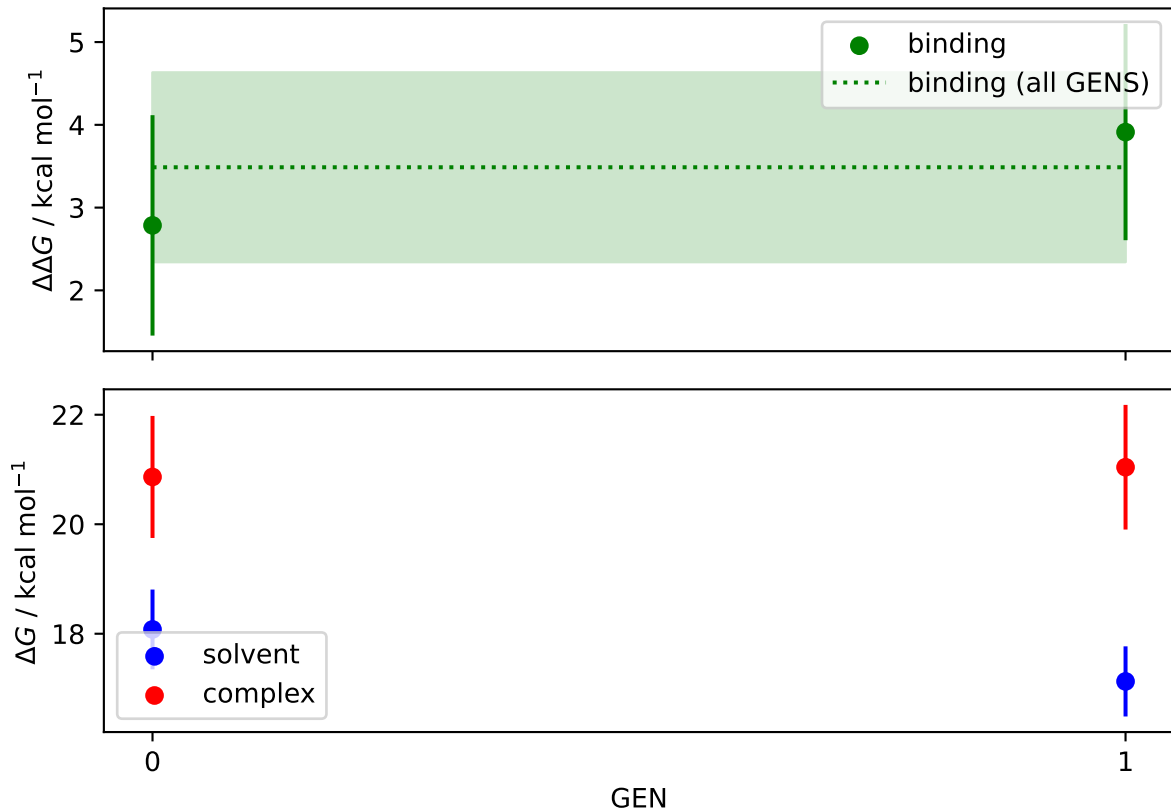 5
4
3
2
ΔΔG / kcal mol⁻¹
binding
binding (all GENS)
22
20
18
ΔG / kcal mol⁻¹
solvent
complex
0
1
GEN